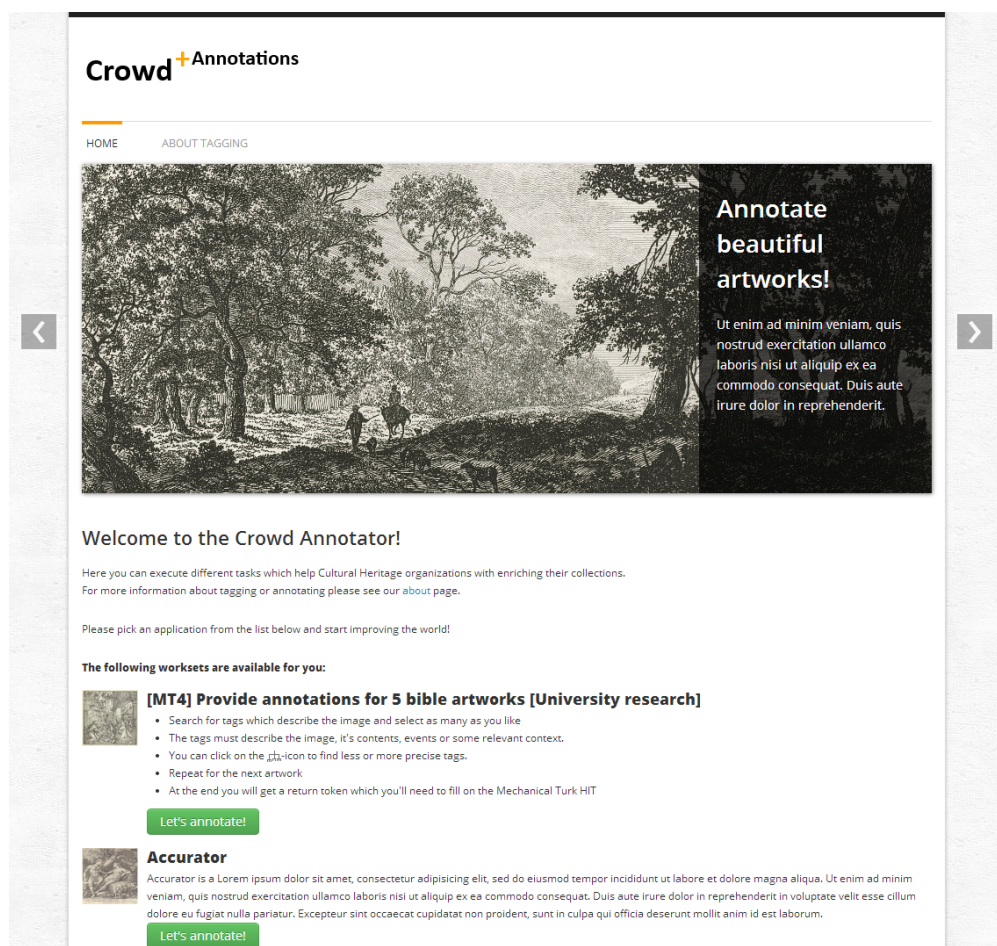 Crowd+Annotations
HOME
ABOUT TAGGING
Annotate
beautiful
artworks!
Ut enim ad minim veniam, quis
nostrud exercitation ullamco
laboris nisi ut aliquip ex ea
commodo consequat. Duis aute
irure dolor in reprehenderit.
Welcome to the Crowd Annotator!
Here you can execute different tasks which help Cultural Heritage organizations with enriching their collections.
For more information about tagging or annotating please see our about page.
Please pick an application from the list below and start improving the world!
The following worksets are available for you:
[MT4] Provide annotations for 5 bible artworks [University research]
• Search for tags which describe the image and select as many as you like
• The tags must describe the image, it's contents, events or some relevant context.
• You can click on the -icon to find less or more precise tags.
• Repeat for the next artwork
• At the end you will get a return token which you'll need to fill on the Mechanical Turk HIT
Let's annotate!
Accurator
Accurator is a Lorem ipsum dolor sit amet, consectetur adipisicing elit, sed do eiusmod tempor incididunt ut labore et dolore magna aliqua. Ut enim ad minim
veniam, quis nostrud exercitation ullamco laboris nisi ut aliquip ex ea commodo consequat. Duis aute irure dolor in reprehenderit in voluptate velit esse cillum
dolore eu fugiat nulla pariatur. Excepteur sint occaecat cupidatat non proident, sunt in culpa qui officia deserunt mollit anim id est laborum.
Let's annotate!